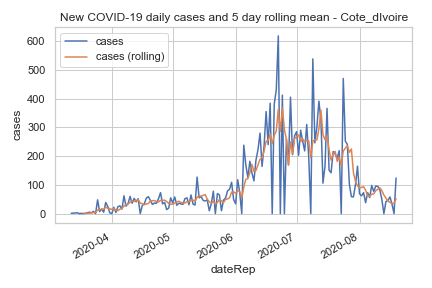 New COVID-19 daily cases and 5 day rolling mean - Cote_dIvoire
cases
cases (rolling)
600
500
400
300
200
100
0
cases
2020-04
2020-05
2020-06
2020-07
2020-08
dateRep